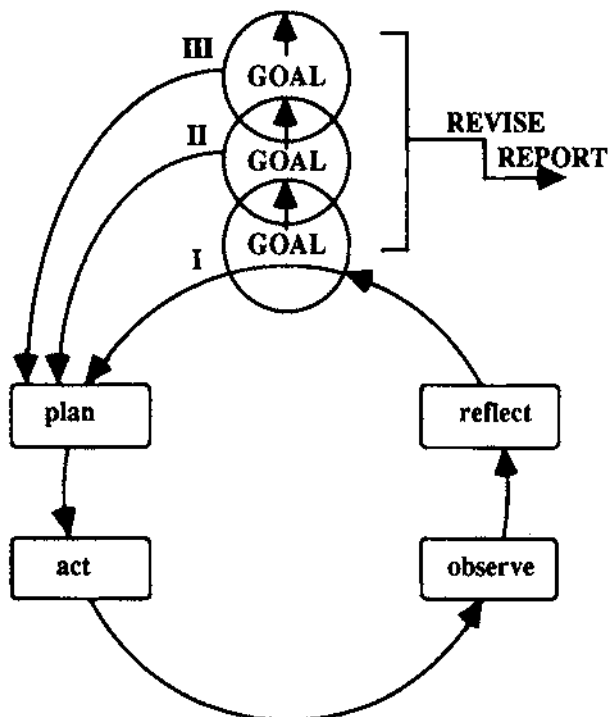 III
GOAL
REVISE
II
GOAL
REPORT
GOAL
I
plan
reflect
act
observe